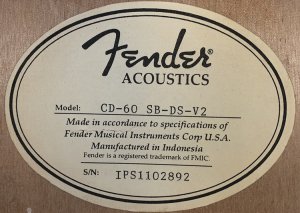 Fender
ACOUSTICS
Model: CD-60 SB-DS-V2
Made in accordance to specifications of
Fender Musical Instruments Corp U.S.A.
Manufactured in Indonesia
Fender is a registered trademark of FMIC.
S/N: IPS1102892